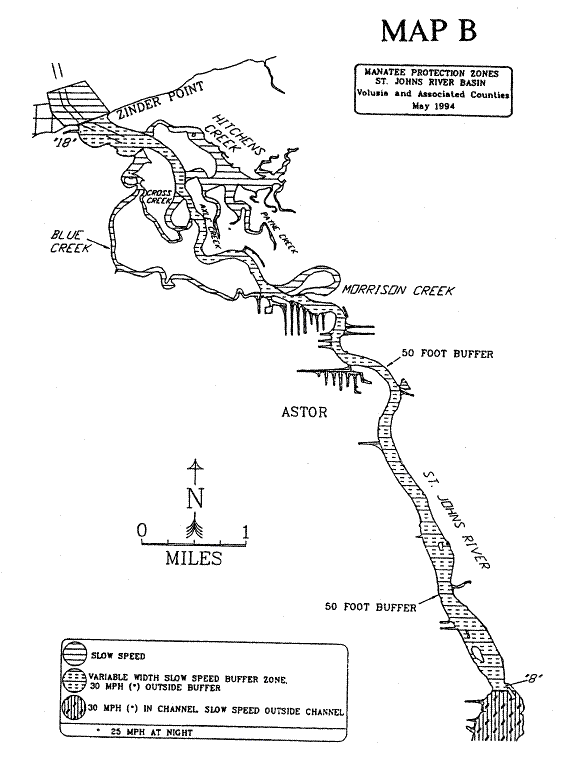 MAP B
MANATEE PROTECTION ZONES
ST. JOHNS RIVER BASIN
Volusia and Associated Counties
May 1994
ZINDER POINT
HITCHENS
CREEK
"18"
CROSS
CREEK
AXLE CREEK
PAYNE CREEK
BLUE
CREEK
MORRISON CREEK
50 FOOT BUFFER
ASTOR
N
0 1
MILES
ST. JOHNS
RIVER
50 FOOT BUFFER
"8"
SLOW SPEED
VARIABLE WIDTH SLOW SPEED BUFFER ZONE,
30 MPH (*) OUTSIDE BUFFER
30 MPH (*) IN CHANNEL SLOW SPEED OUTSIDE CHANNEL
* 25 MPH AT NIGHT